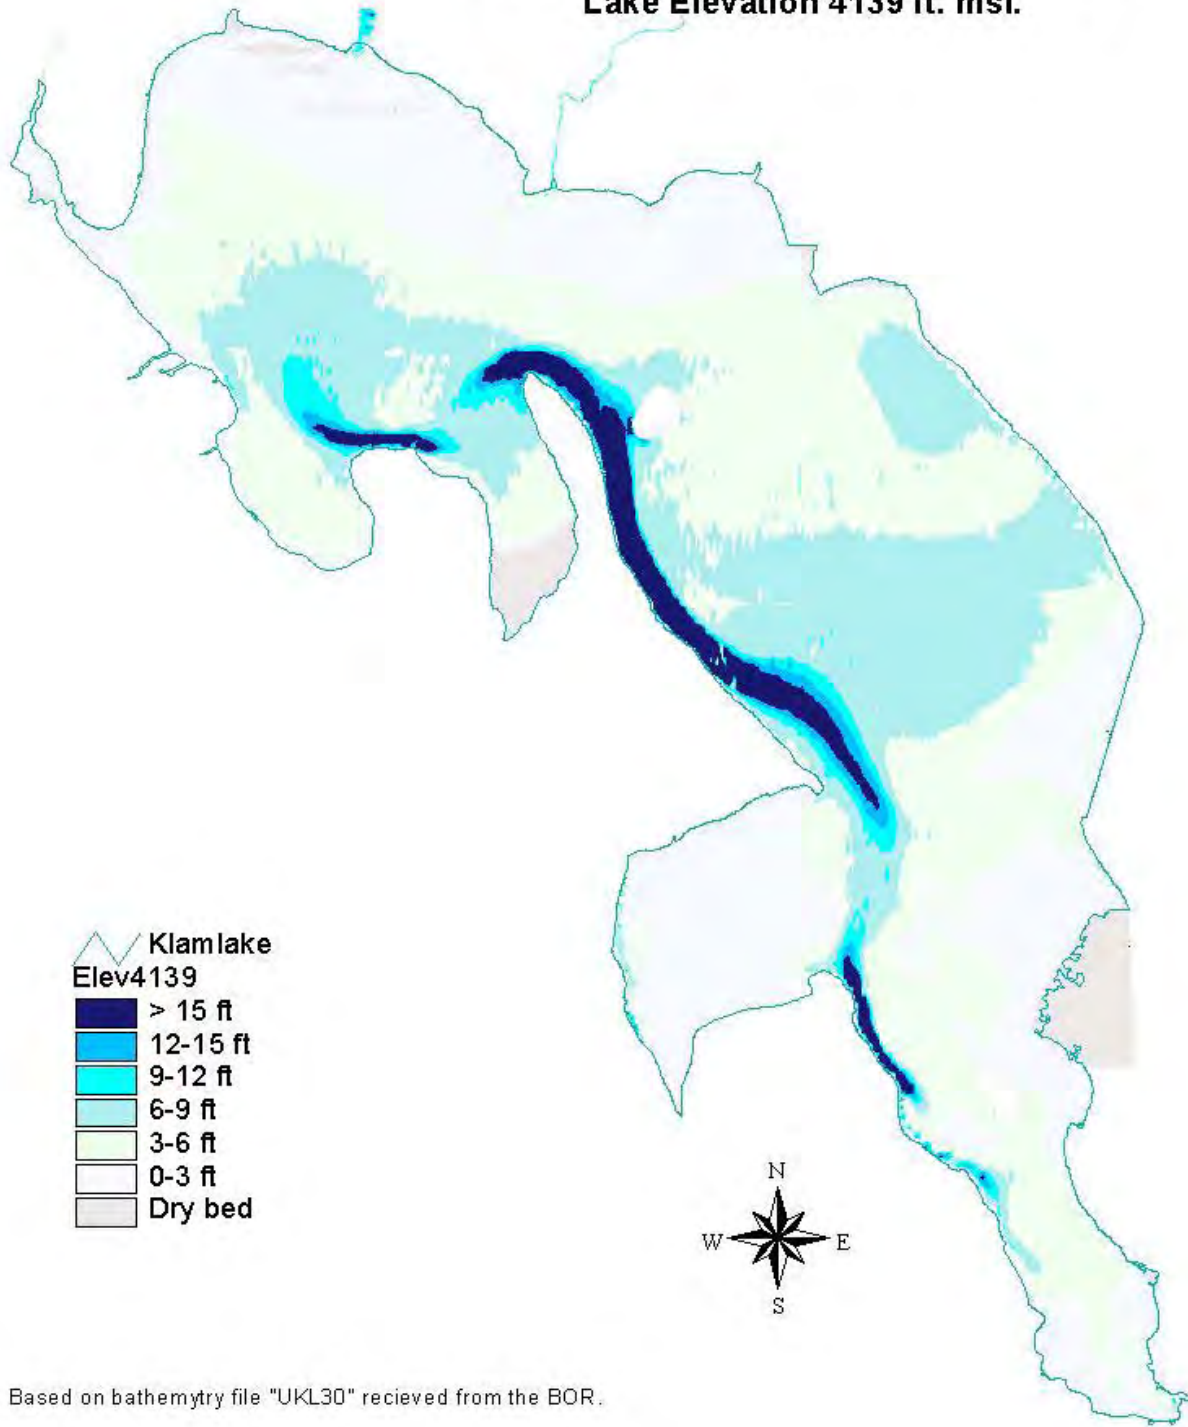 Lake Elevation 4139 ft. msl.
Klamlake
Elev4139
> 15 ft
12-15 ft
9-12 ft
6-9 ft
3-6 ft
0-3 ft
Dry bed
N
W E
S
Based on bathemytry file "UKL30" recieved from the BOR.